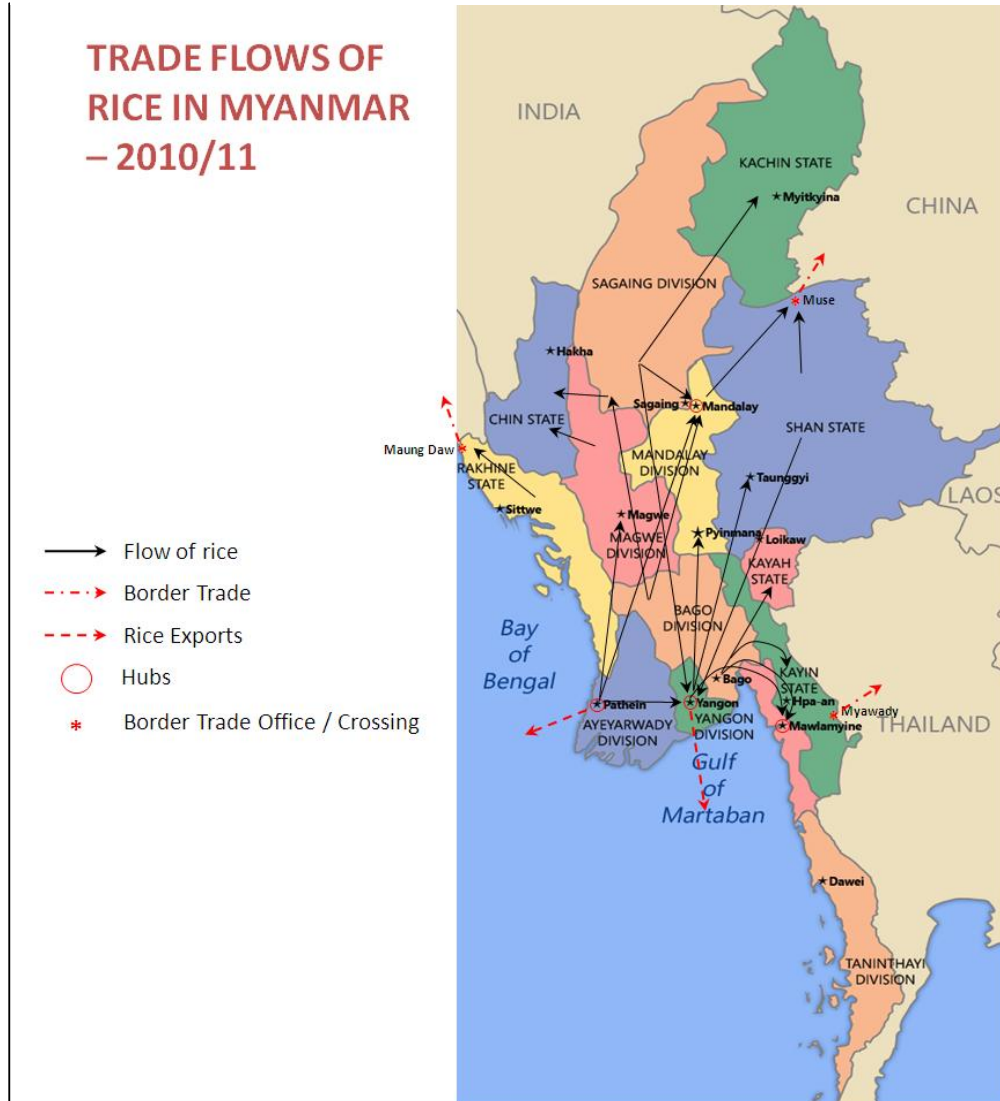 TRADE FLOWS OF
RICE IN MYANMAR
– 2010/11
INDIA
KACHIN STATE
Myitkyina
CHINA
SAGAING DIVISION
Muse
Hakha
Sagaing
Mandalay
CHIN STATE
SHAN STATE
Maung Daw
MANDALAY
DIVISION
RAKHINE
STATE
Taunggyi
LAOS
Sittwe
Magwe
MAGWE
DIVISION
Pyinmana
Loikaw
KAYAH
STATE
Flow of rice
Border Trade
Rice Exports
Hubs
Border Trade Office / Crossing
BAGO
DIVISION
Bay
of
Bengal
KAYIN
STATE
Bago
Hpa-an
Pathein
Yangon
Myawady
AYEYARWADY
DIVISION
YANGON
DIVISION
Mawlamyine
THAILAND
Gulf
of
Martaban
Dawei
TANINTHAYI
DIVISION